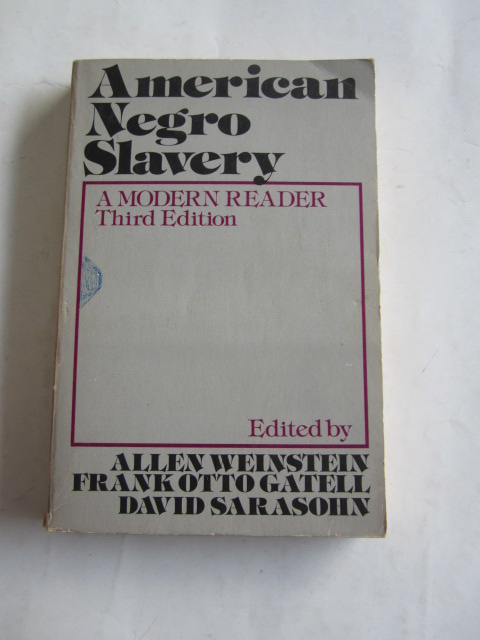 American
Negro
Slavery
A MODERN READER
Third Edition
Edited by
ALLEN WEINSTEIN
FRANK OTTO GATELL
DAVID SARASOHN